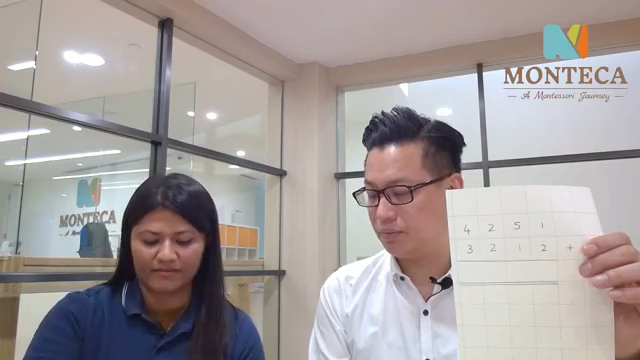 MONTECA
A Montessori Journey
MONTECA
4 2 5 1
3 2 1 2 +